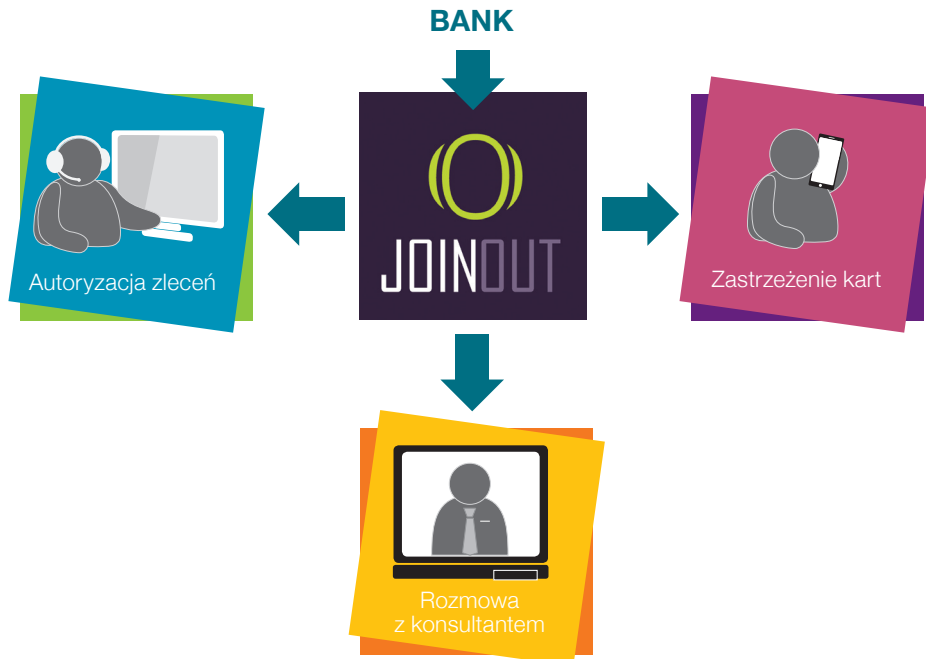 BANK
JOINOUT
Autoryzacja zleceń
Zastrzeżenie kart
Rozmowa
z konsultantem